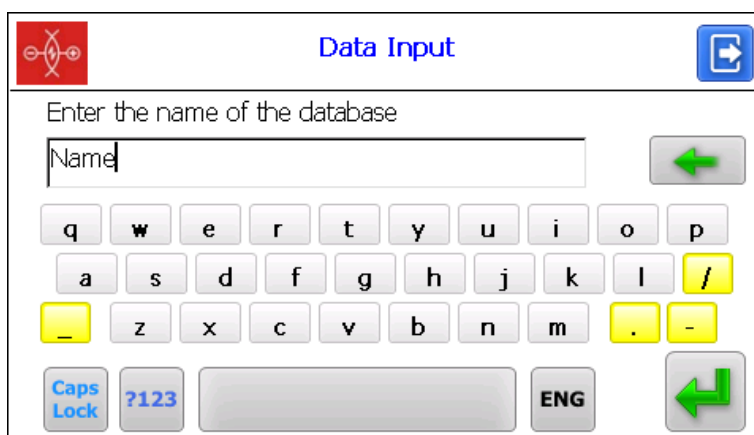 Data Input
Enter the name of the database
Name
q w e r t y u i o p
a s d f g h j k l /
_ z x c v b n m . -
Caps Lock ?123 ENG